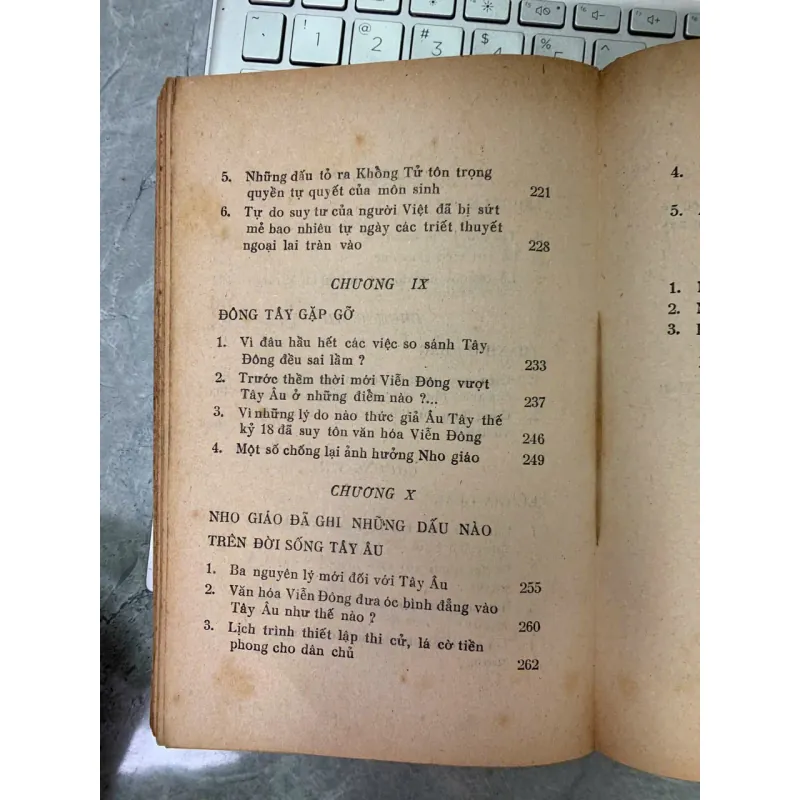 ! 1
@ 2
# 3
$ 4
% 5
5. Những dấu tỏ ra Khổng Tử tôn trọng
quyền tự quyết của môn sinh 221
6. Tự do suy tư của người Việt đã bị sứt
mẻ bao nhiêu tự ngày các triết thuyết
ngoại lai tràn vào 228
CHƯƠNG IX
ĐÔNG TÂY GẶP GỠ
1. Vì đâu hầu hết các việc so sánh Tây
Đông đều sai lầm ? 233
2. Trước thềm thời mới Viễn Đông vượt
Tây Âu ở những điểm nào ?... 237
3. Vì những lý do nào thức giả Âu Tây thế
kỷ 18 đã suy tôn văn hóa Viễn Đông 246
4. Một số chống lại ảnh hưởng Nho giáo 249
CHƯƠNG X
NHO GIÁO ĐÃ GHI NHỮNG DẤU NÀO
TRÊN ĐỜI SỐNG TÂY ÂU
1. Ba nguyên lý mới đối với Tây Âu 255
2. Văn hóa Viễn Đông đưa óc bình đẳng vào
Tây Âu như thế nào ? 260
3. Lịch trình thiết lập thi cử, lá cờ tiền
phong cho dân chủ 262
4.
5.
1.
2.
3.